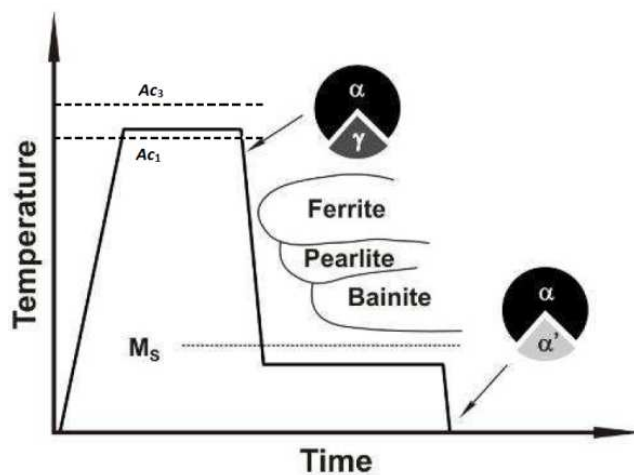 Ac3
Ac1
α
γ
Ferrite
Pearlite
Bainite
MS
α
α'
Temperature
Time